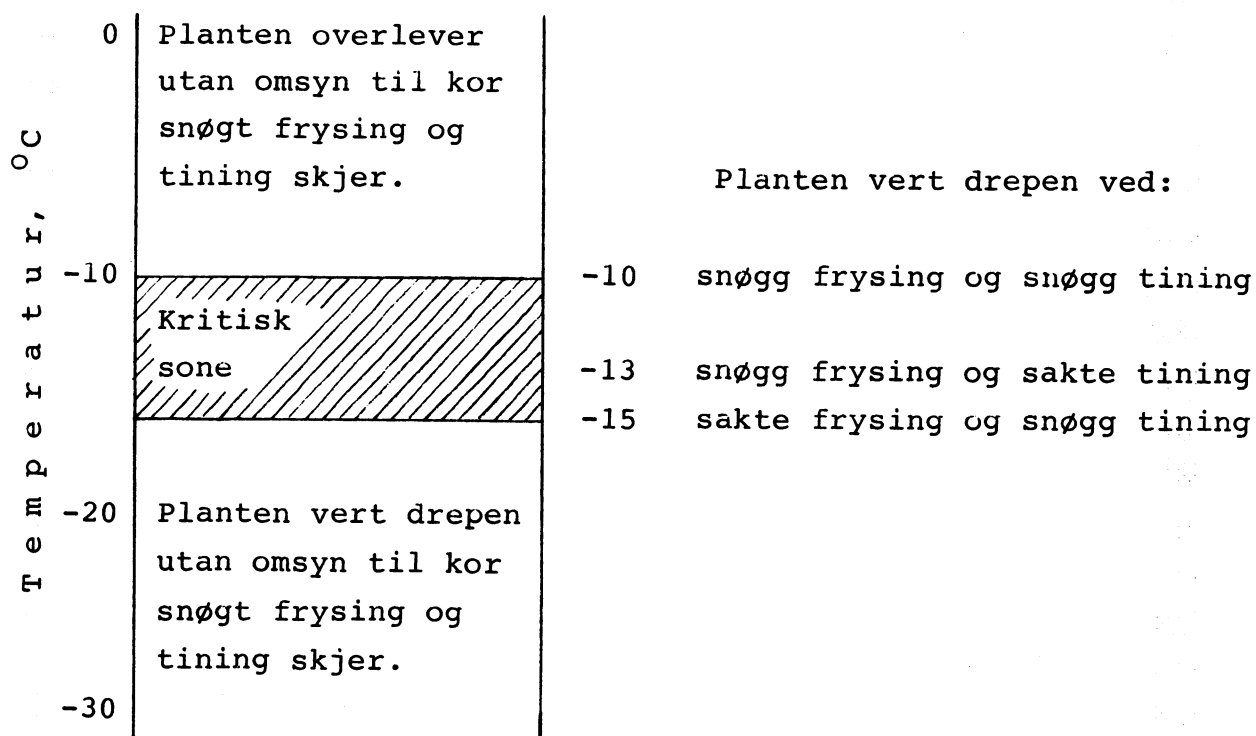 0 Planten overlever
utan omsyn til kor
snøgt frysing og
tining skjer.
Temperatur, °C
Planten vert drepen ved:
-10
-10 snøgg frysing og snøgg tining
Kritisk
sone
-13 snøgg frysing og sakte tining
-15 sakte frysing og snøgg tining
-20 Planten vert drepen
utan omsyn til kor
snøgt frysing og
tining skjer.
-30